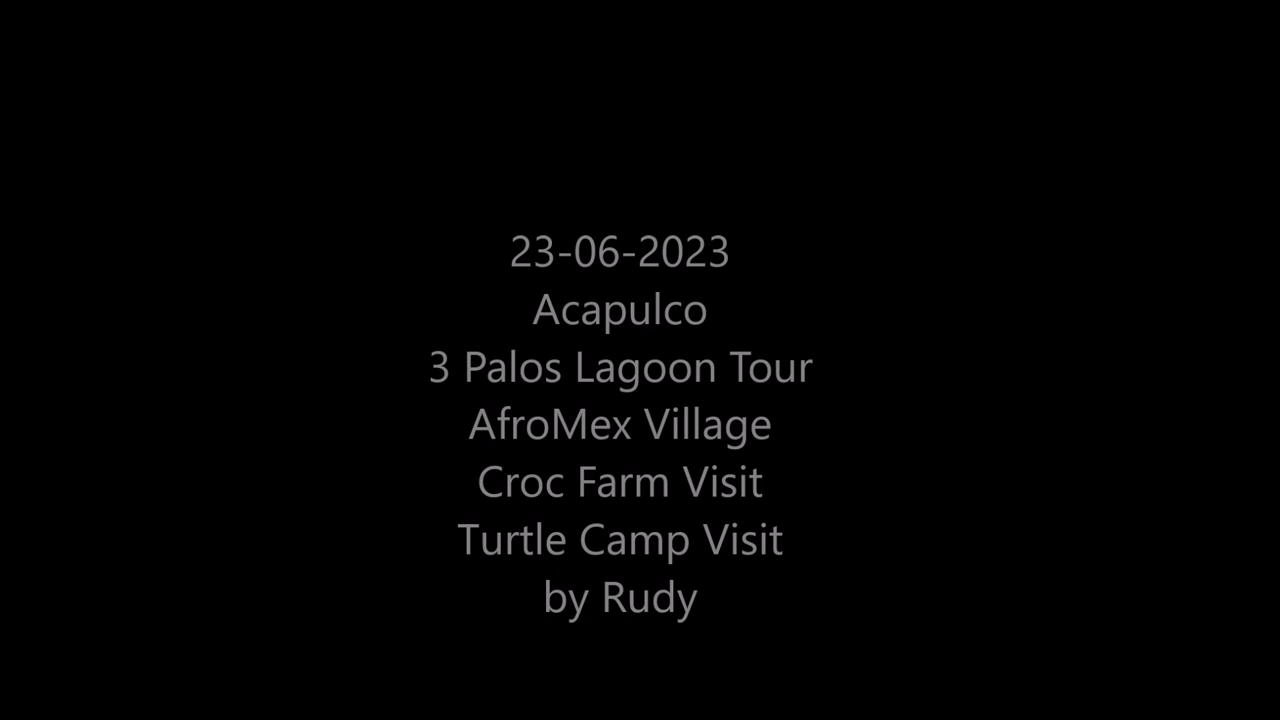 23-06-2023
Acapulco
3 Palos Lagoon Tour
AfroMex Village
Croc Farm Visit
Turtle Camp Visit
by Rudy